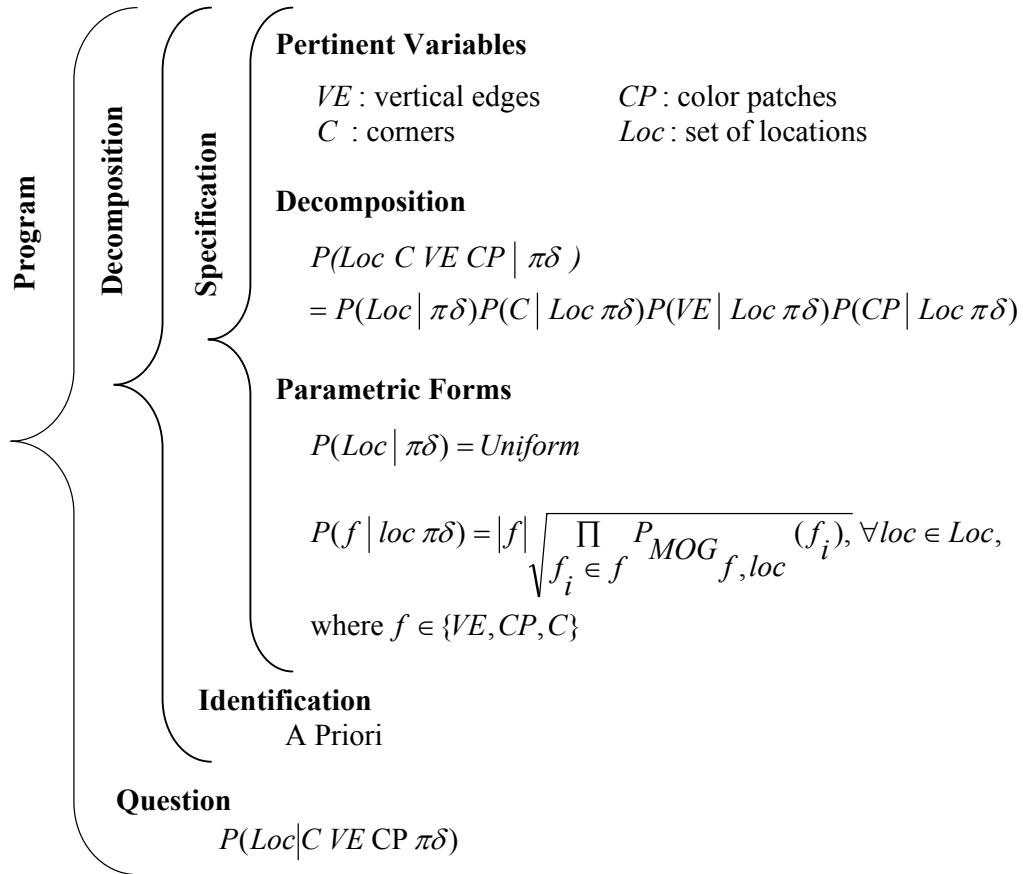 Program
Decomposition
Specification
Pertinent Variables
VE : vertical edges CP : color patches
C : corners Loc : set of locations
Decomposition
P(Loc C VE CP | πδ )
= P(Loc | πδ)P(C | Loc πδ)P(VE | Loc πδ)P(CP | Loc πδ)
Parametric Forms
P(Loc | πδ) = Uniform
P(f | loc πδ) = |f|√∏ f_i ∈ f P_MOG_f,loc (f_i), ∀loc ∈ Loc,
where f ∈ {VE, CP, C}
Identification
A Priori
Question
P(Loc|C VE CP πδ)